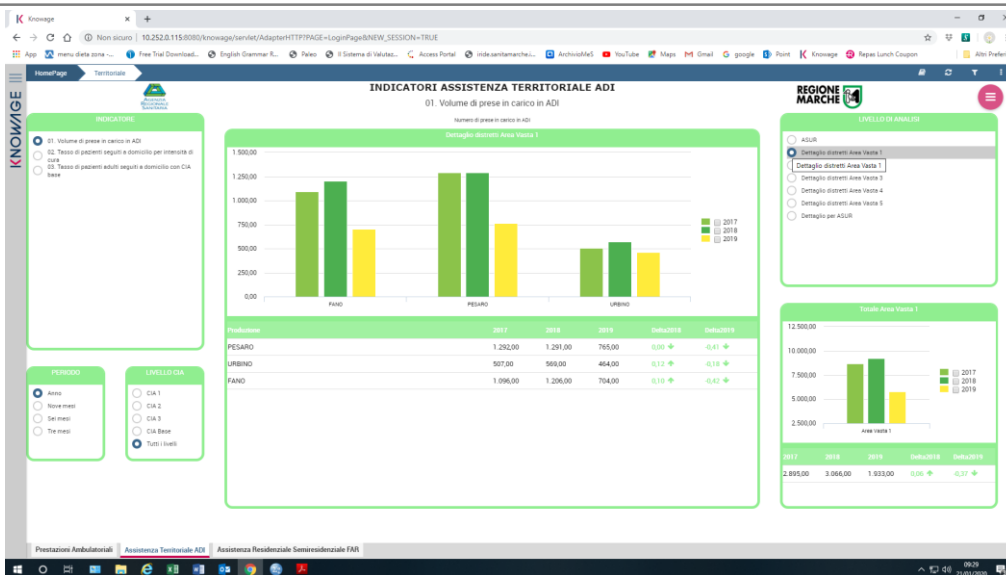 Knowage
Non sicuro | 10.252.0.115:8080/knowage/servlet/AdapterHTTP?PAGE=LoginPage&NEW_SESSION=TRUE
App menu dieta zona -... Free Trial Download... English Grammar R... Paleo Il Sistema di Valutaz... Access Portal iride.sanitamarche.i... ArchivioMeS YouTube Maps Gmail google Point Knowage Repas Lunch Coupon Altri Prefer
HomePage Territoriale
KNOWAGE
INDICATORI ASSISTENZA TERRITORIALE ADI
01. Volume di prese in carico in ADI
Numero di prese in carico in ADI
REGIONE
MARCHE
INDICATORE
01. Volume di prese in carico in ADI
02. Tasso di pazienti seguiti a domicilio per intensità di
cura
03. Tasso di pazienti adulti seguiti a domicilio con CIA
base
Dettaglio distretti Area Vasta 1
1.500,00
1.250,00
1.000,00
750,00
500,00
250,00
0,00
FANO PESARO URBINO
2017
2018
2019
Produttore 2017 2018 2019 Delta2018 Delta2019
PESARO 1.292,00 1.291,00 765,00 0,00 -0,41
URBINO 507,00 569,00 464,00 0,12 -0,18
FANO 1.096,00 1.206,00 704,00 0,10 -0,42
LIVELLO DI ANALISI
ASUR
Dettaglio distretti Area Vasta 1
Dettaglio distretti Area Vasta 1
Dettaglio distretti Area Vasta 3
Dettaglio distretti Area Vasta 4
Dettaglio distretti Area Vasta 5
Dettaglio per ASUR
Totale Area Vasta 1
12.500,00
10.000,00
7.500,00
5.000,00
2.500,00
Area Vasta 1
2017
2018
2019
2017 2018 2019 Delta2018 Delta2019
2.895,00 3.066,00 1.933,00 0,06 -0,37
PERIODO
Anno
Nove mesi
Sei mesi
Tre mesi
LIVELLO CIA
CIA 1
CIA 2
CIA 3
CIA Base
Tutti i livelli
Prestazioni Ambulatoriali Assistenza Territoriale ADI Assistenza Residenziale Semiresidenziale FAR
09:29
21/01/2020